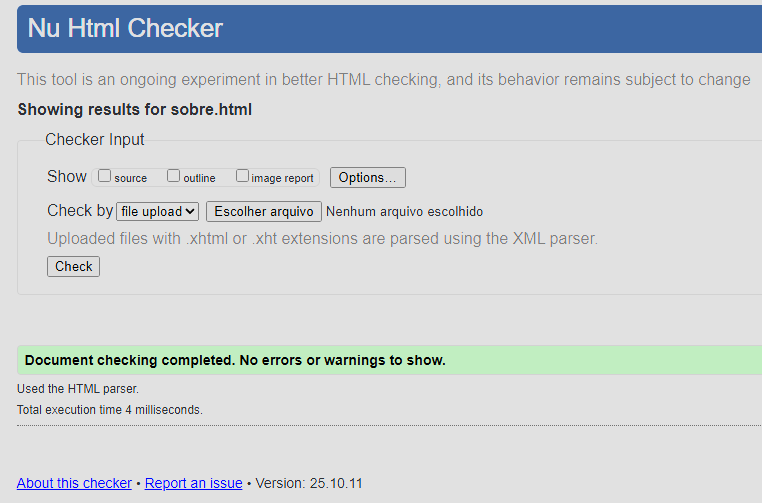 Nu Html Checker
This tool is an ongoing experiment in better HTML checking, and its behavior remains subject to change
Showing results for sobre.html
Checker Input
Show source outline image report Options...
Check by file upload Escolher arquivo Nenhum arquivo escolhido
Uploaded files with .xhtml or .xht extensions are parsed using the XML parser.
Check
Document checking completed. No errors or warnings to show.
Used the HTML parser.
Total execution time 4 milliseconds.
About this checker • Report an issue • Version: 25.10.11